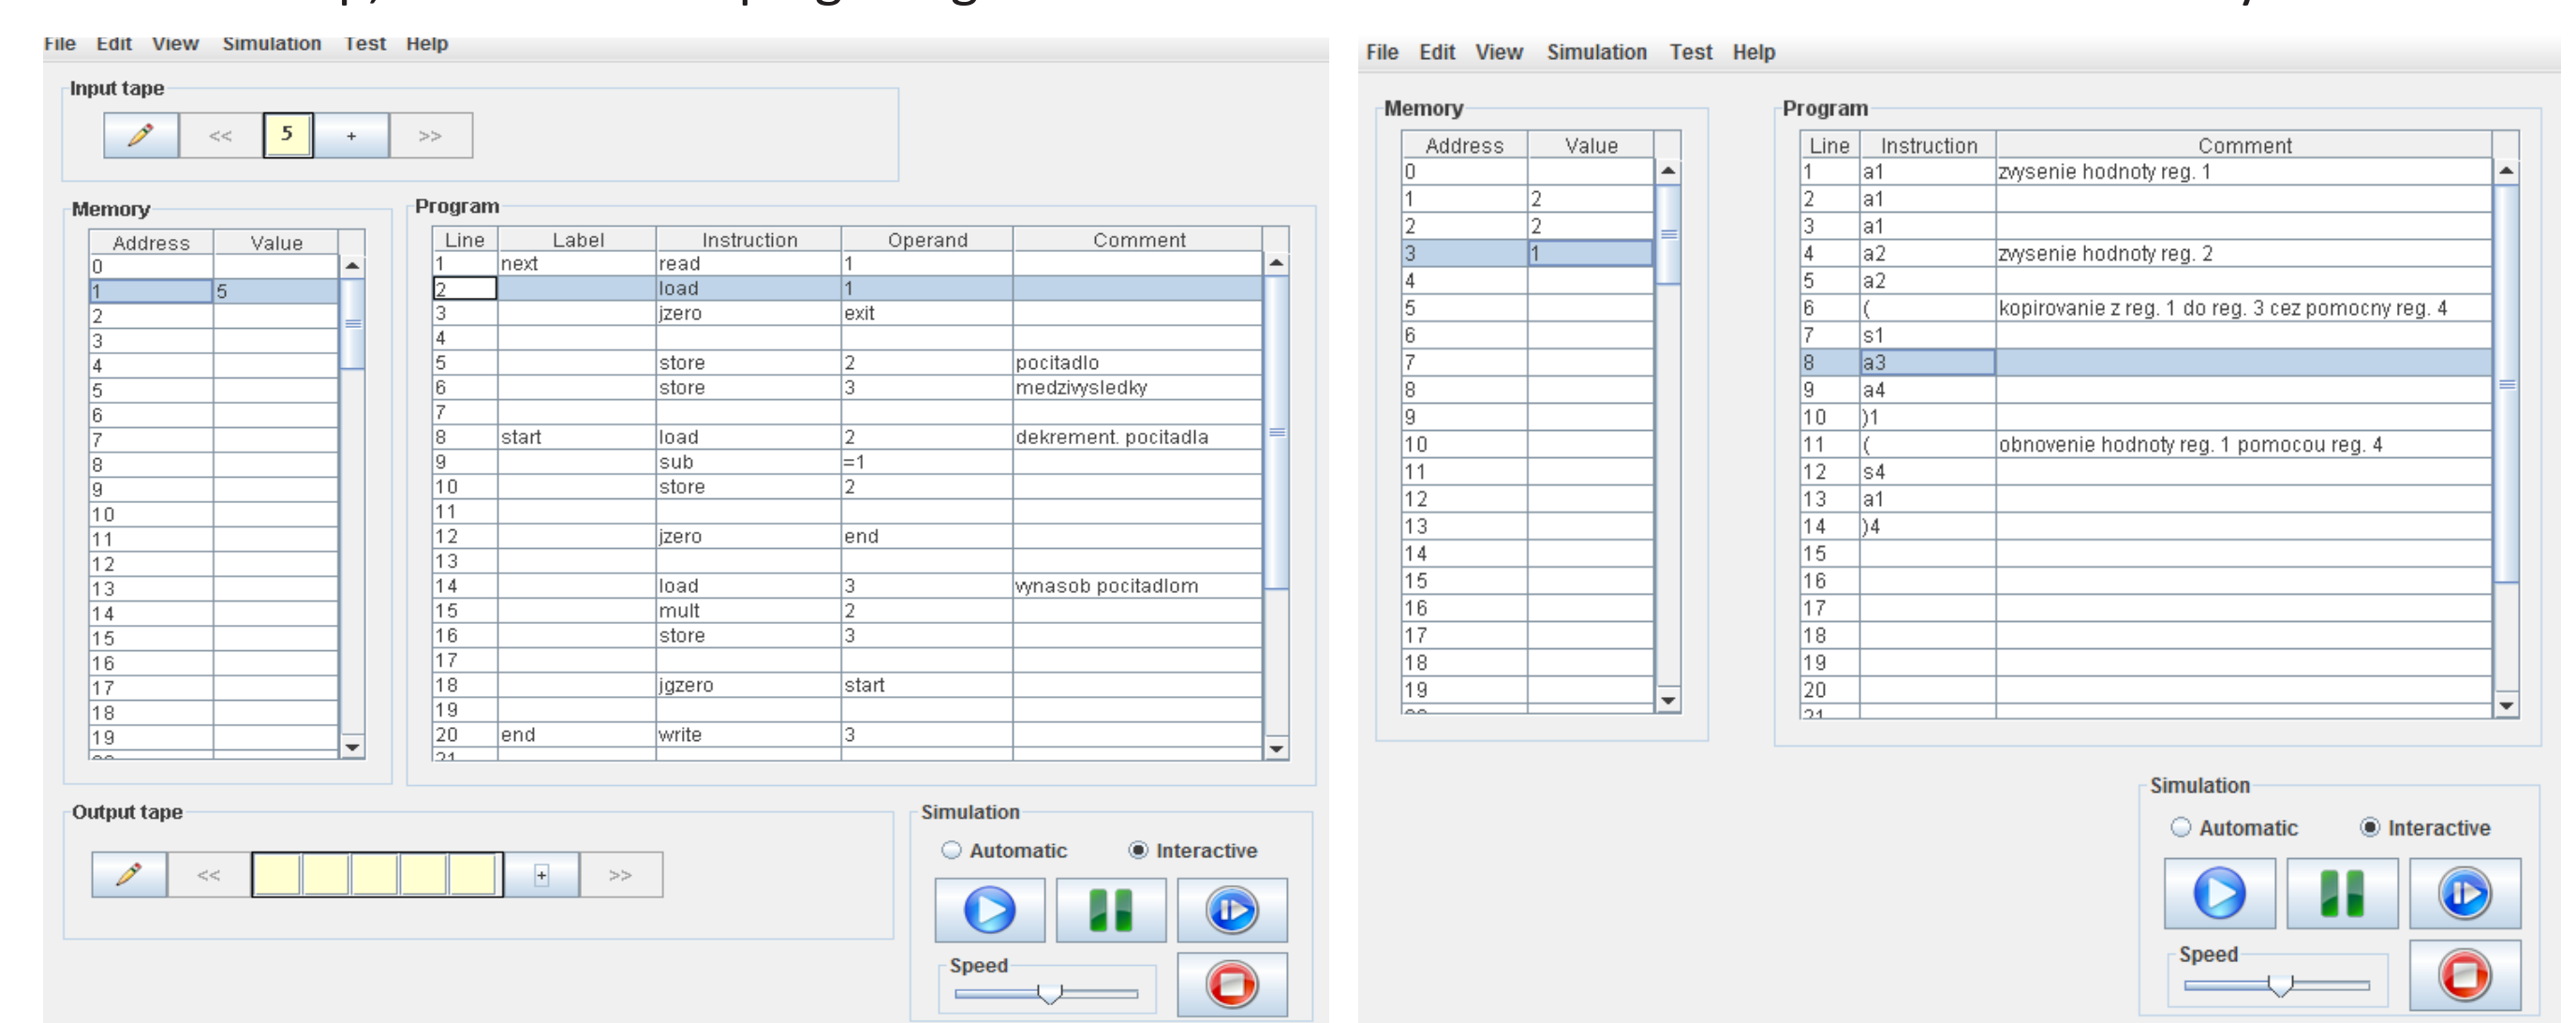 File Edit View Simulation Test Help
Input tape
<< 5 + >>
Memory
Address Value
0
1 5
2
3
4
5
6
7
8
9
10
11
12
13
14
15
16
17
18
19
Program
Line Label Instruction Operand Comment
1 next read 1
2 load 1
3 jzero exit
4
5 store 2 pocitadlo
6 store 3 medzivysledky
7
8 start load 2 dekrement. pocitadla
9 sub =1
10 store 2
11
12 jzero end
13
14 load 3 vynasob pocitadlom
15 mult 2
16 store 3
17
18 jgzero start
19
20 end write 3
21
Output tape
<< + >>
Simulation
Automatic Interactive
Speed
File Edit View Simulation Test Help
Memory
Address Value
0
1 2
2 2
3 1
4
5
6
7
8
9
10
11
12
13
14
15
16
17
18
19
Program
Line Instruction Comment
1 a1 zvysenie hodnoty reg. 1
2 a1
3 a1
4 a2 zvysenie hodnoty reg. 2
5 a2
6 ( kopirovanie z reg. 1 do reg. 3 cez pomocny reg. 4
7 s1
8 a3
9 a4
10 )1
11 ( obnovenie hodnoty reg. 1 pomocou reg. 4
12 s4
13 a1
14 )4
15
16
17
18
19
20
21
Simulation
Automatic Interactive
Speed